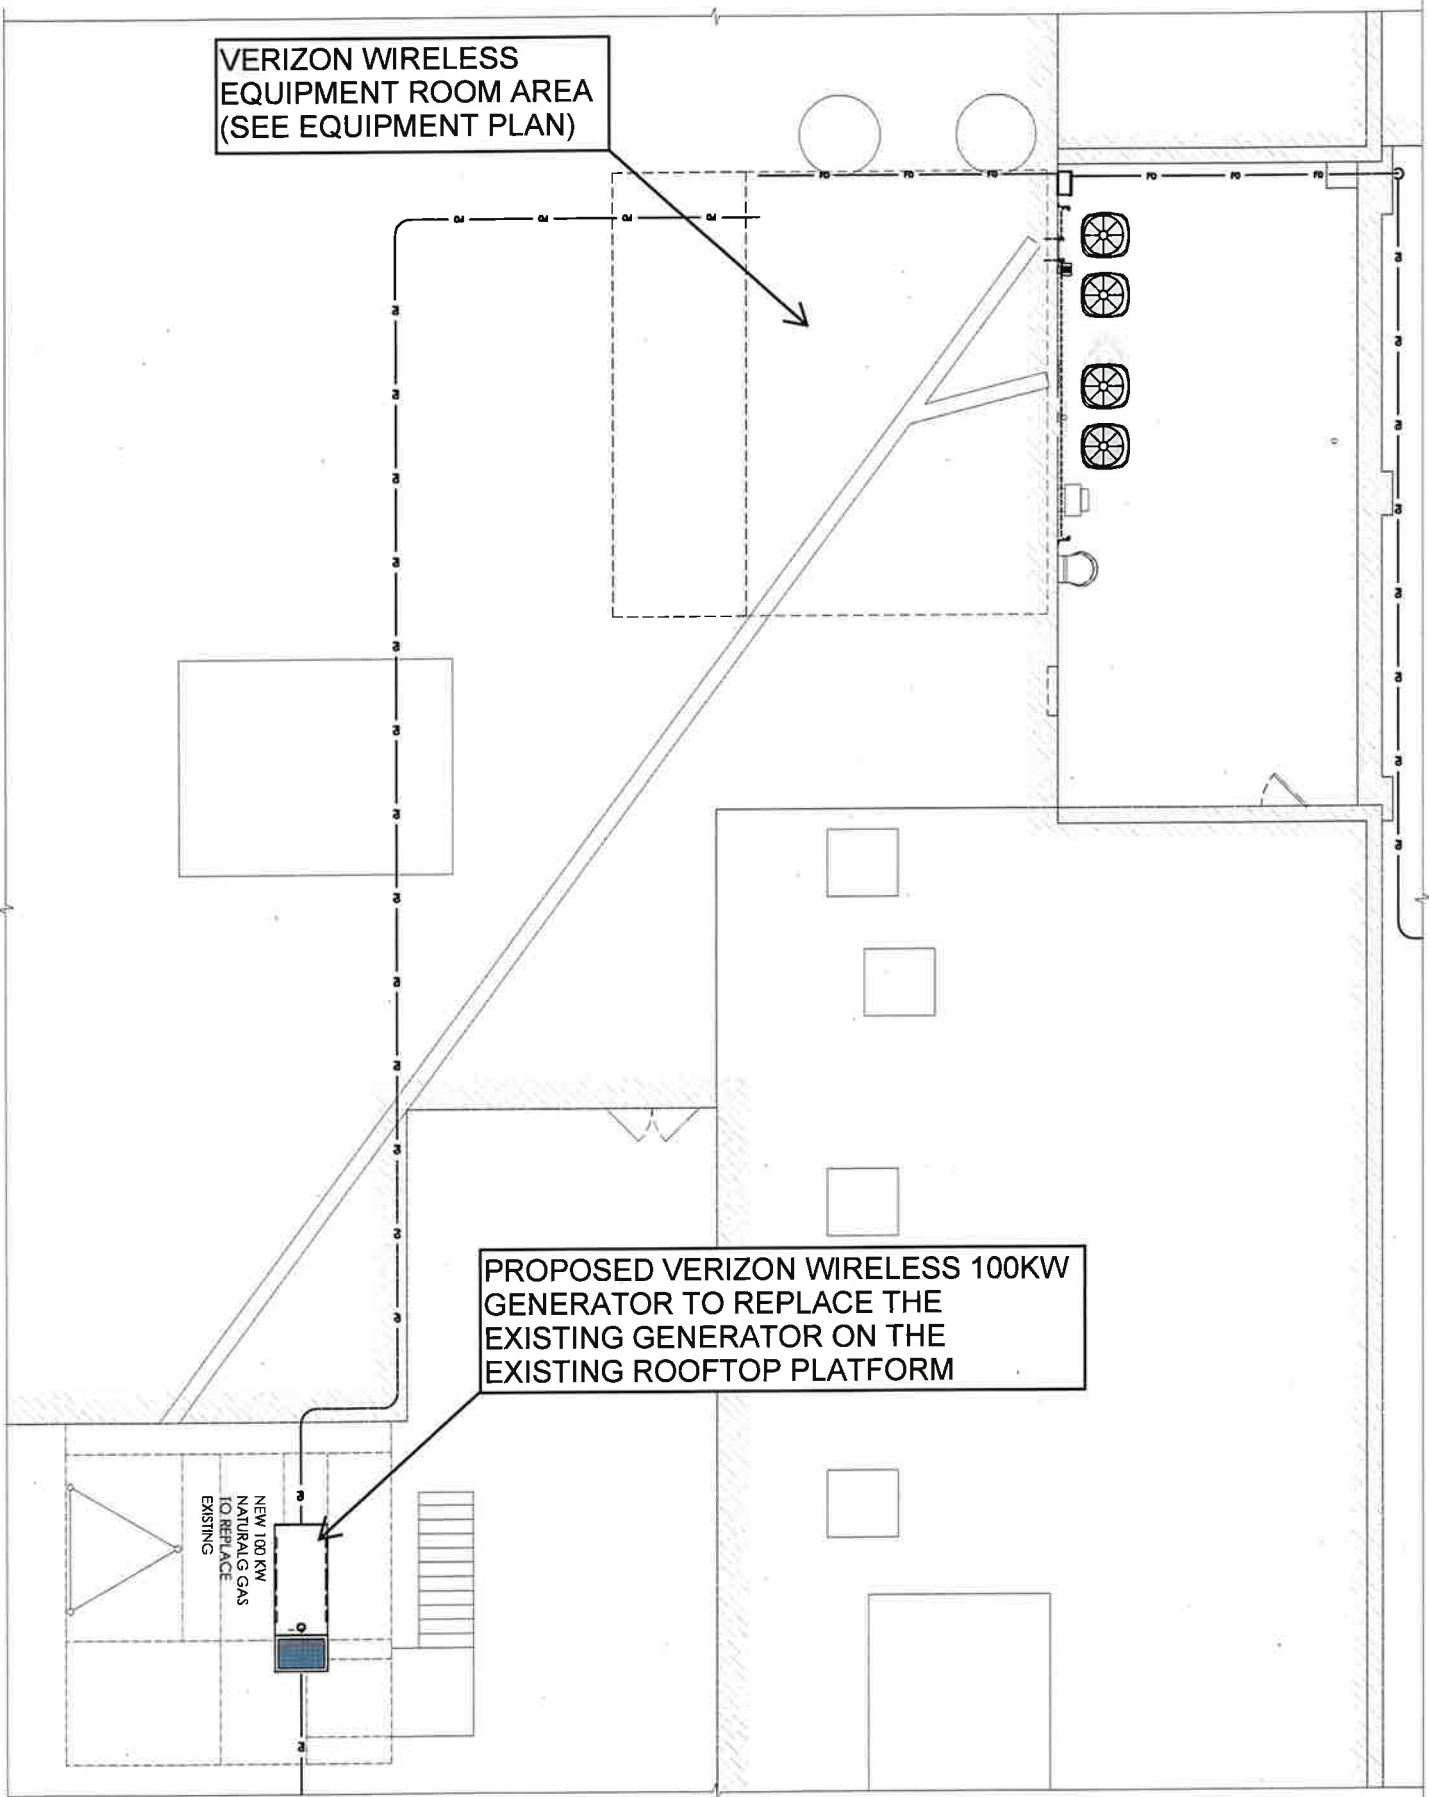 VERIZON WIRELESS
EQUIPMENT ROOM AREA
(SEE EQUIPMENT PLAN)
PROPOSED VERIZON WIRELESS 100KW
GENERATOR TO REPLACE THE
EXISTING GENERATOR ON THE
EXISTING ROOFTOP PLATFORM
NEW 100 KW
NATURALG GAS
TO REPLACE
EXISTING